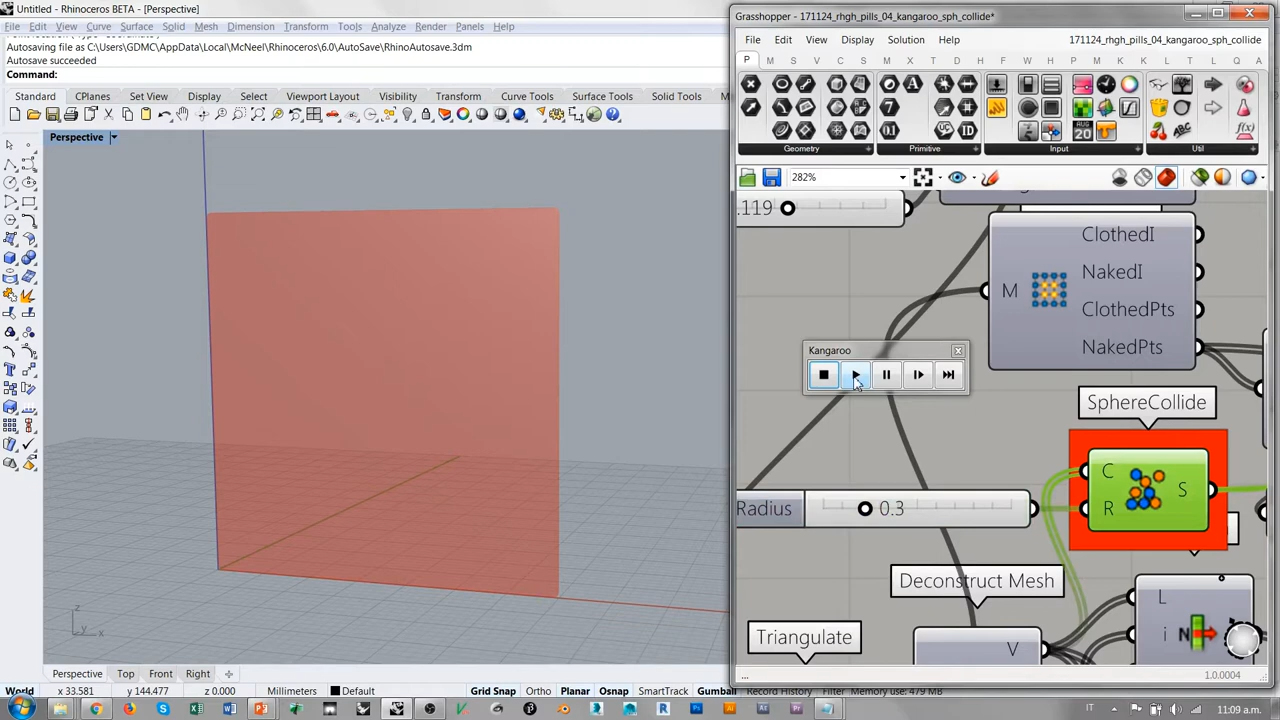 Untitled - Rhinoceros BETA - [Perspective]
File Edit View Curve Surface Solid Mesh Dimension Transform Tools Analyze Render Panels
Autosaving file as C:\Users\GDMC\AppData\Local\McNeel\Rhinoceros\6.0\AutoSave\RhinoAutosave.3dm
Autosave succeeded
Command:
Standard CPlanes Set View Display Select Viewport Layout Visibility Transform Curve Tools Surface Tools Solid Tools
Perspective
z
y x
Perspective Top Front Right
World x 33.581 y 144.477 z 0.000 Millimeters Default Grid Snap Ortho Planar Osnap SmartTrack Gumball Record History Filter Memory use: 479 MB
Grasshopper - 171124_rhgh_pills_04_kangaroo_sph_collide*
File Edit View Display Solution Help 171124_rhgh_pills_04_kangaroo_sph_collide
Geometry Primitive Input Util
282%
.119
ClothedI
NakedI
M
ClothedPts
NakedPts
Kangaroo
SphereCollide
C
S
R
Radius 0.3
Deconstruct Mesh
L
i
N
Triangulate
V
... 1.0.0004
IT 11:09 a.m.